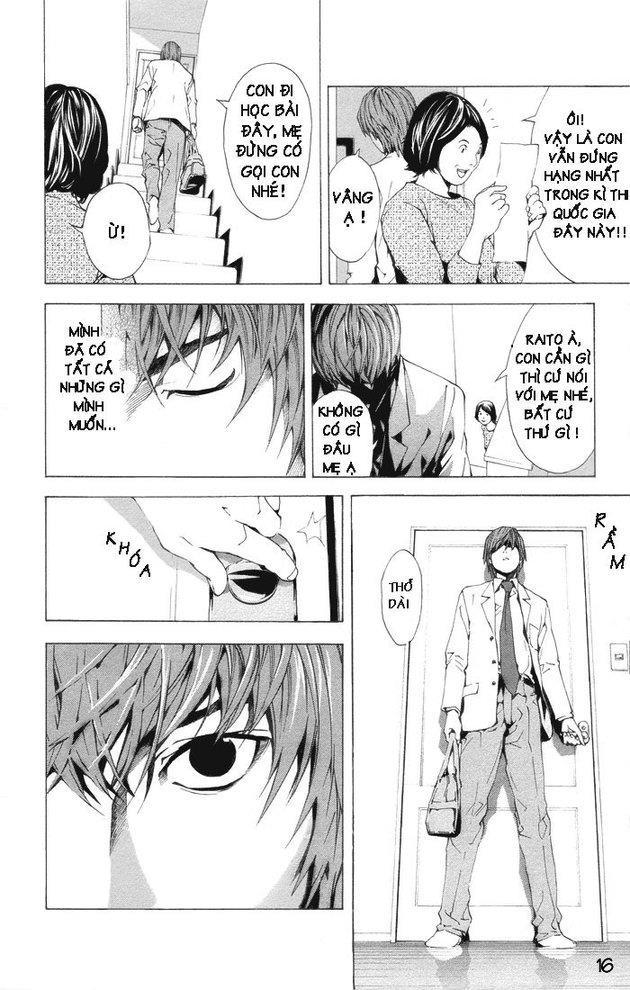 ÔI!
VẬY LÀ CON
VẪN ĐỨNG
HẠNG NHẤT
TRONG KÌ THI
QUỐC GIA
ĐÂY NÀY!!
VÂNG
Ạ!
CON ĐI
HỌC BÀI
ĐÂY, MẸ
ĐỪNG CÓ
GỌI CON
NHÉ!
Ừ!
RAITO À,
CON CẦN GÌ
THÌ CỨ NÓI
VỚI MẸ NHÉ,
BẤT CỨ
THỨ GÌ!
KHÔNG
CÓ GÌ
ĐÂU
MẸ Ạ
MÌNH
ĐÃ CÓ
TẤT CẢ
NHỮNG GÌ
MÌNH
MUỐN...
RẦM
THỞ
DÀI
KHÓA
16